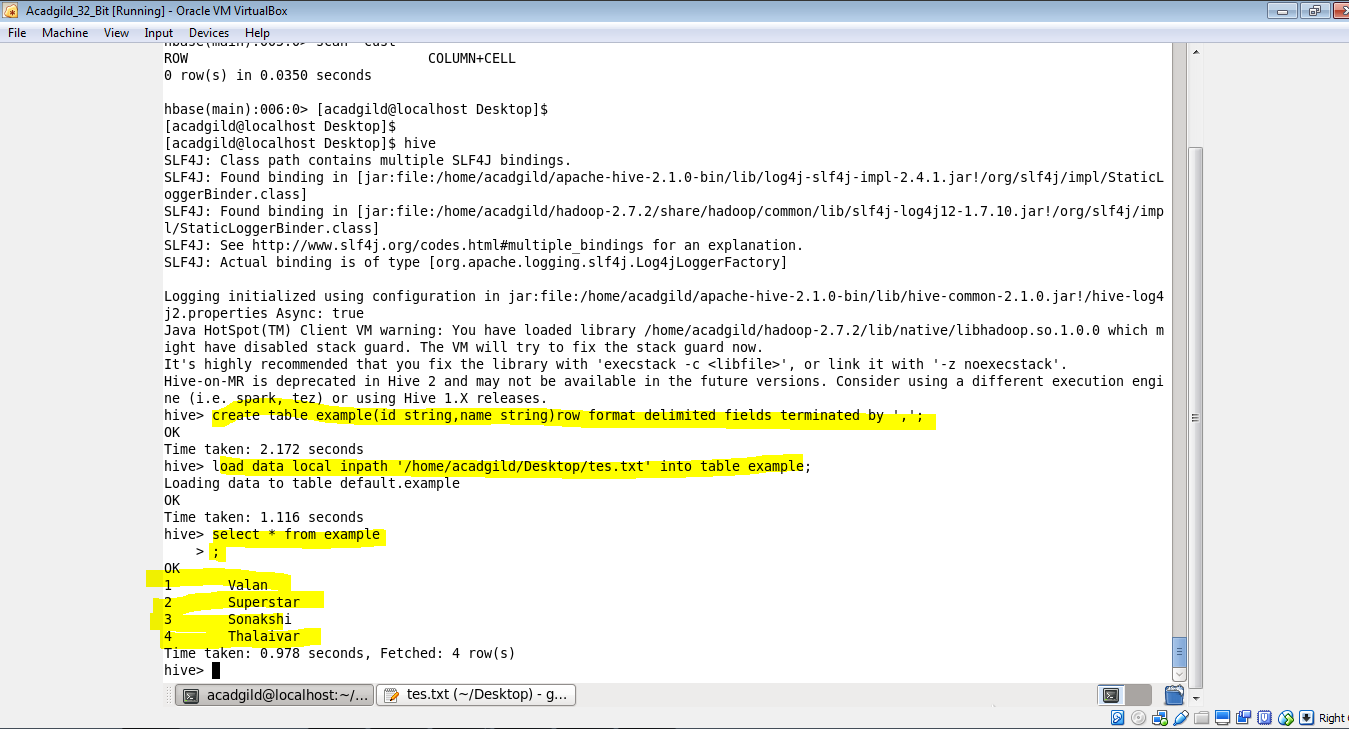 Acadgild_32_Bit [Running] - Oracle VM VirtualBox
File Machine View Input Devices Help
ROW COLUMN+CELL
0 row(s) in 0.0350 seconds
hbase(main):006:0> [acadgild@localhost Desktop]$
[acadgild@localhost Desktop]$
[acadgild@localhost Desktop]$ hive
SLF4J: Class path contains multiple SLF4J bindings.
SLF4J: Found binding in [jar:file:/home/acadgild/apache-hive-2.1.0-bin/lib/log4j-slf4j-impl-2.4.1.jar!/org/slf4j/impl/StaticL
oggerBinder.class]
SLF4J: Found binding in [jar:file:/home/acadgild/hadoop-2.7.2/share/hadoop/common/lib/slf4j-log4j12-1.7.10.jar!/org/slf4j/imp
l/StaticLoggerBinder.class]
SLF4J: See http://www.slf4j.org/codes.html#multiple_bindings for an explanation.
SLF4J: Actual binding is of type [org.apache.logging.slf4j.Log4jLoggerFactory]
Logging initialized using configuration in jar:file:/home/acadgild/apache-hive-2.1.0-bin/lib/hive-common-2.1.0.jar!/hive-log4
j2.properties Async: true
Java HotSpot(TM) Client VM warning: You have loaded library /home/acadgild/hadoop-2.7.2/lib/native/libhadoop.so.1.0.0 which m
ight have disabled stack guard. The VM will try to fix the stack guard now.
It's highly recommended that you fix the library with 'execstack -c <libfile>', or link it with '-z noexecstack'.
Hive-on-MR is deprecated in Hive 2 and may not be available in the future versions. Consider using a different execution engi
ne (i.e. spark, tez) or using Hive 1.X releases.
hive> create table example(id string,name string)row format delimited fields terminated by ',';
OK
Time taken: 2.172 seconds
hive> load data local inpath '/home/acadgild/Desktop/tes.txt' into table example;
Loading data to table default.example
OK
Time taken: 1.116 seconds
hive> select * from example
> ;
OK
1 Valan
2 Superstar
3 Sonakshi
4 Thalaivar
Time taken: 0.978 seconds, Fetched: 4 row(s)
hive>
acadgild@localhost:~/... tes.txt (~/Desktop) - g...
Right